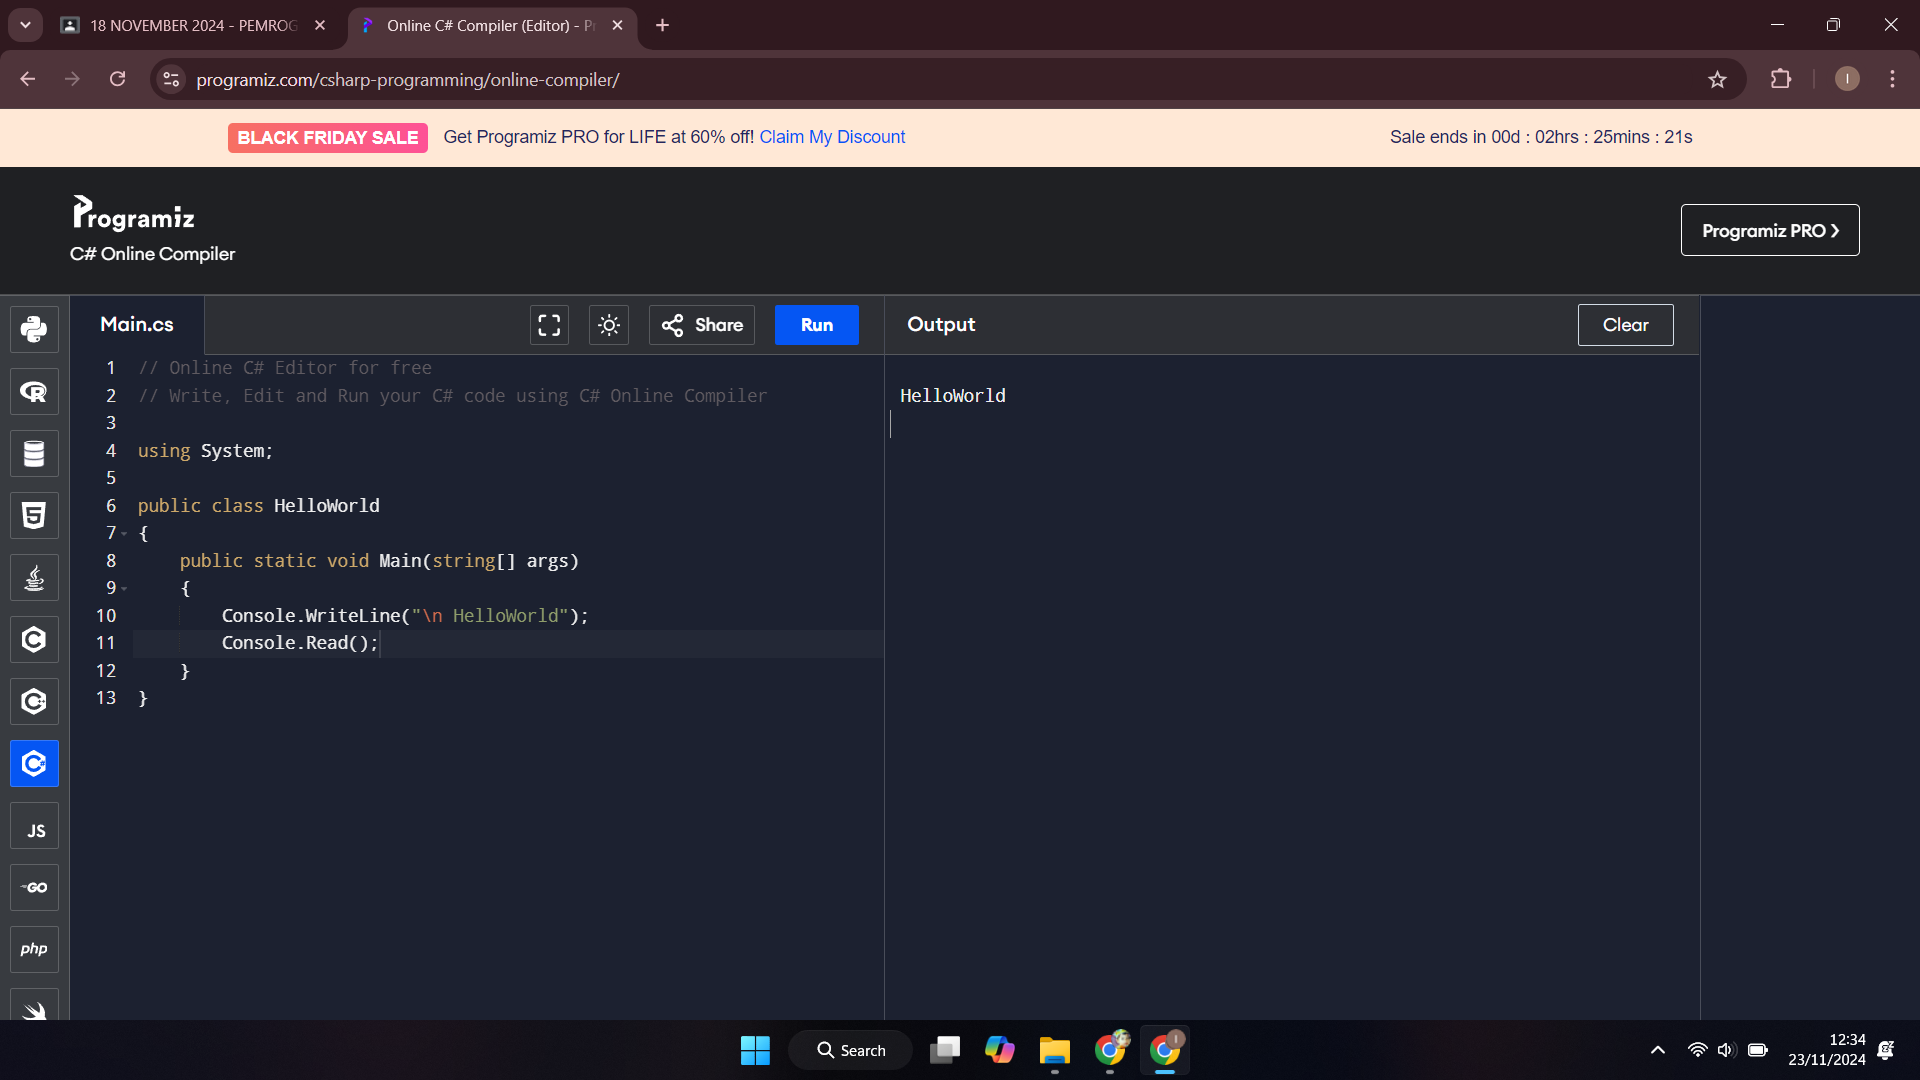 18 NOVEMBER 2024 - PEMROG
Online C# Compiler (Editor) - P
programiz.com/csharp-programming/online-compiler/
I
BLACK FRIDAY SALE Get Programiz PRO for LIFE at 60% off! Claim My Discount
Sale ends in 00d : 02hrs : 25mins : 21s
Programiz
C# Online Compiler
Programiz PRO
Main.cs
Share
Run
Output
Clear
1 // Online C# Editor for free
2 // Write, Edit and Run your C# code using C# Online Compiler
3
4 using System;
5
6 public class HelloWorld
7 {
8 public static void Main(string[] args)
9 {
10 Console.WriteLine("\n HelloWorld");
11 Console.Read();
12 }
13 }
HelloWorld
R
5
C
C
C#
JS
GO
php
Search
I
12:34
23/11/2024